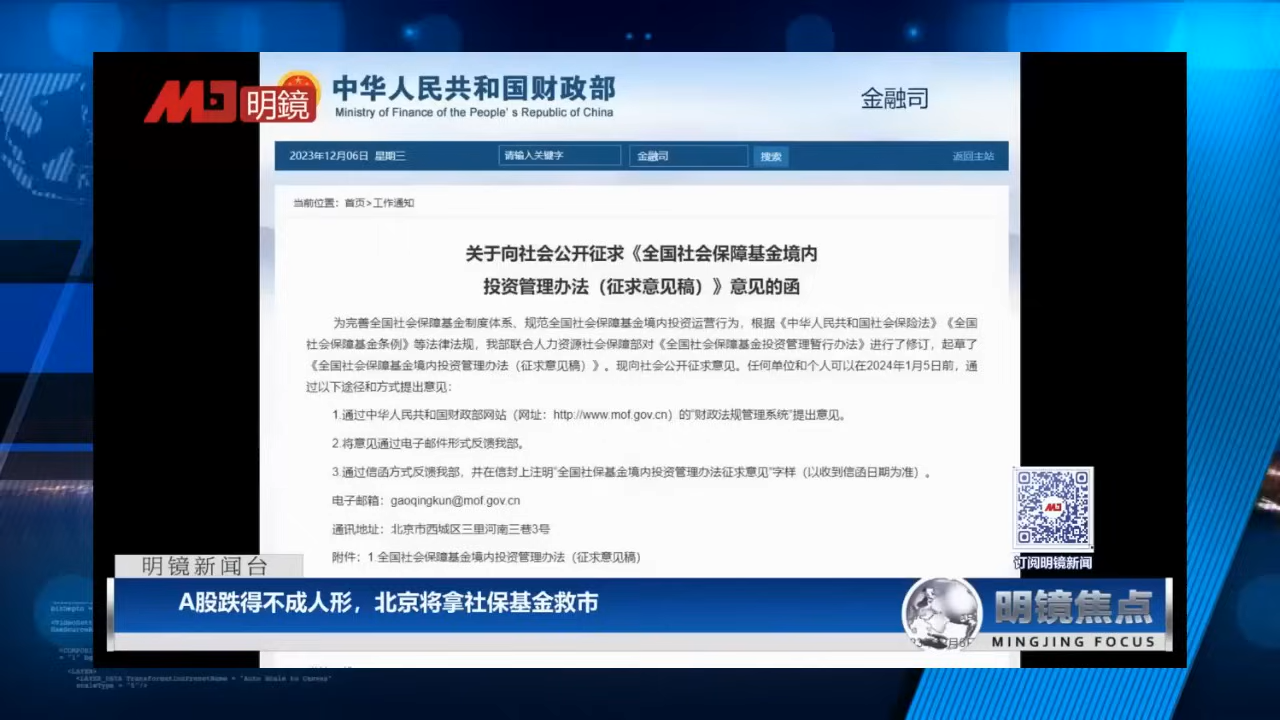 明鏡
中华人民共和国财政部
Ministry of Finance of the People' s Republic of China
金融司
2023年12月06日 星期三
请输入关键字
金融司
搜索
返回主站
当前位置：首页>工作通知
关于向社会公开征求《全国社会保障基金境内
投资管理办法（征求意见稿）》意见的函
为完善全国社会保障基金制度体系、规范全国社会保障基金境内投资运营行为，根据《中华人民共和国社会保险法》《全国
社会保障基金条例》等法律法规，我部联合人力资源社会保障部对《全国社会保障基金投资管理暂行办法》进行了修订，起草了
《全国社会保障基金境内投资管理办法（征求意见稿）》。现向社会公开征求意见。任何单位和个人可以在2024年1月5日前，通
过以下途径和方式提出意见：
1.通过中华人民共和国财政部网站（网址：http://www.mof.gov.cn）的“财政法规管理系统”提出意见。
2.将意见通过电子邮件形式反馈我部。
3.通过信函方式反馈我部，并在信封上注明“全国社保基金境内投资管理办法征求意见”字样（以收到信函日期为准）。
电子邮箱：gaoqingkun@mof.gov.cn
通讯地址：北京市西城区三里河南三巷3号
附件：1.全国社会保障基金境内投资管理办法（征求意见稿）
订阅明镜新闻
明镜新闻台
A股跌得不成人形，北京将拿社保基金救市
明镜焦点
MINGJING FOCUS